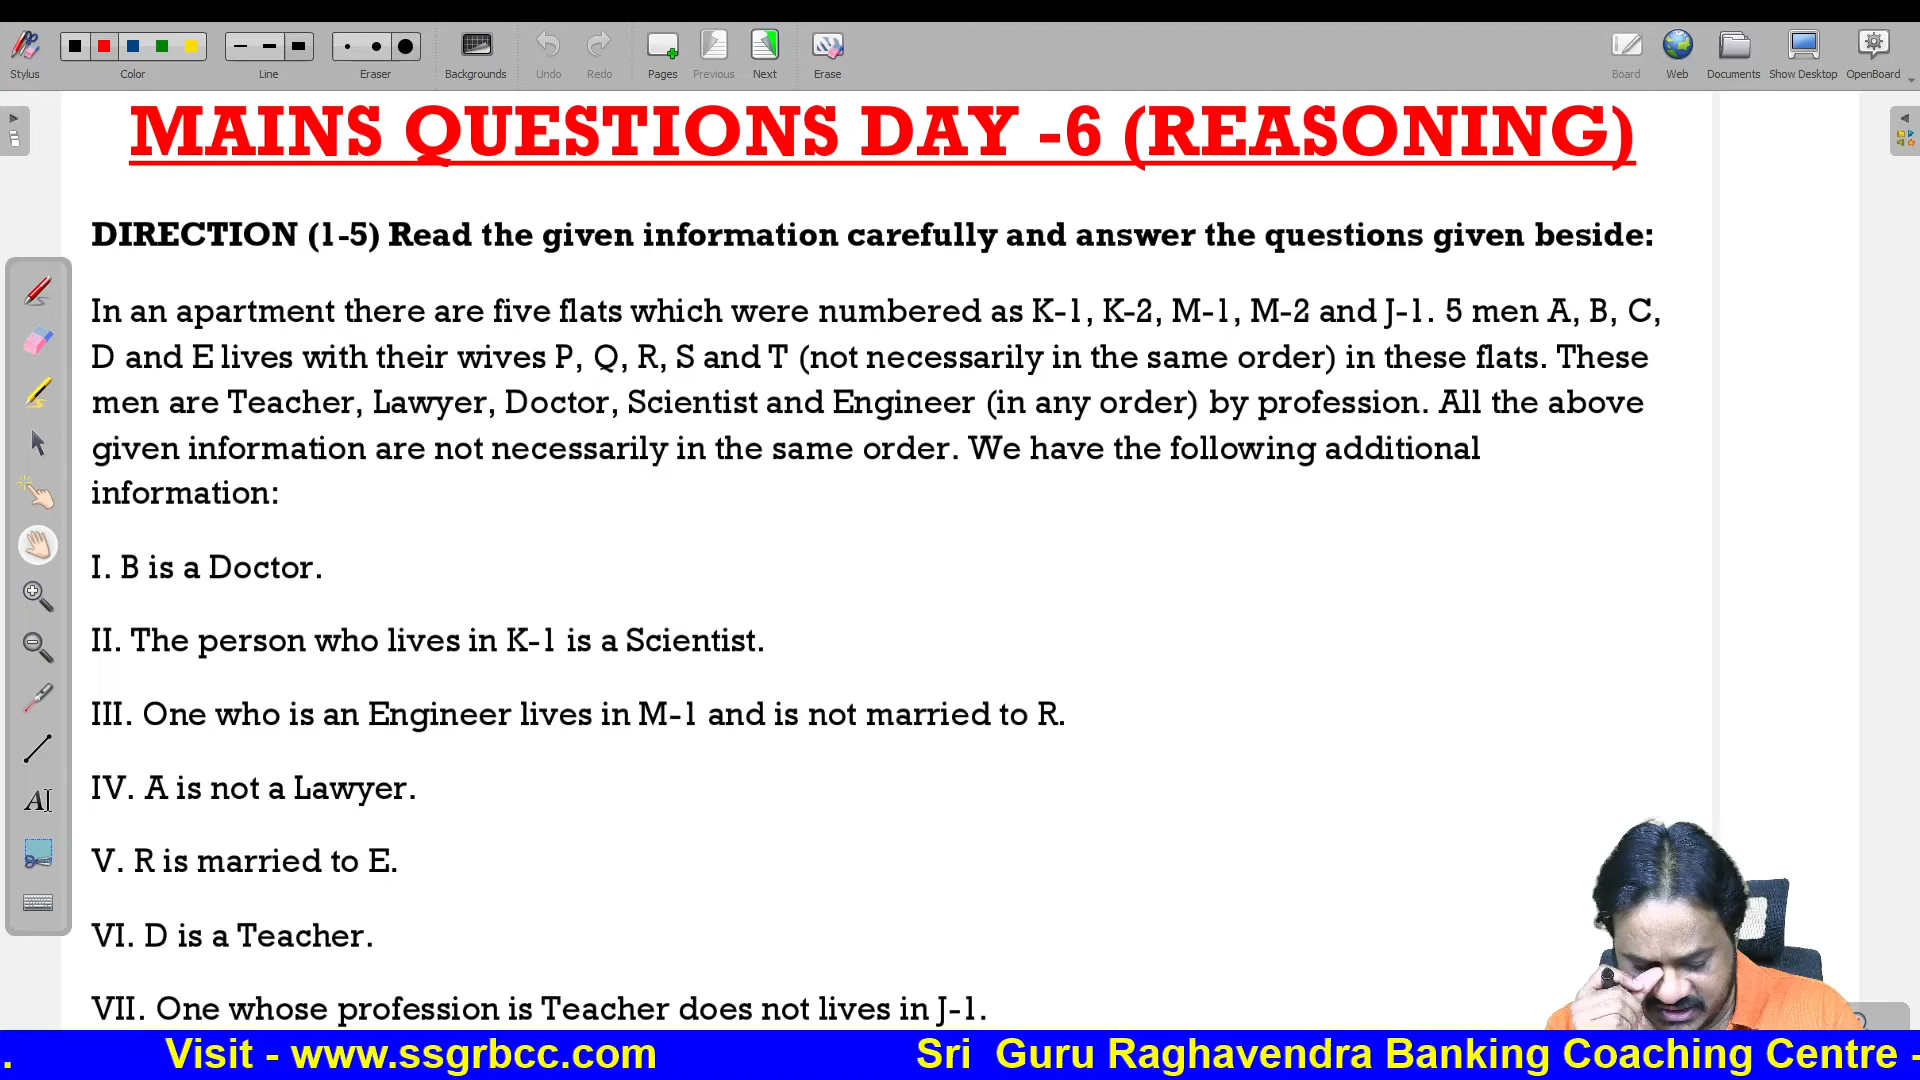 Stylus
Color
Line
Eraser
Backgrounds
Undo
Redo
Pages
Previous
Next
Erase
Board
Web
Documents
Show Desktop
OpenBoard
MAINS QUESTIONS DAY -6 (REASONING)
DIRECTION (1-5) Read the given information carefully and answer the questions given beside:
In an apartment there are five flats which were numbered as K-1, K-2, M-1, M-2 and J-1. 5 men A, B, C,
D and E lives with their wives P, Q, R, S and T (not necessarily in the same order) in these flats. These
men are Teacher, Lawyer, Doctor, Scientist and Engineer (in any order) by profession. All the above
given information are not necessarily in the same order. We have the following additional
information:
I. B is a Doctor.
II. The person who lives in K-1 is a Scientist.
III. One who is an Engineer lives in M-1 and is not married to R.
IV. A is not a Lawyer.
V. R is married to E.
VI. D is a Teacher.
VII. One whose profession is Teacher does not lives in J-1.
. Visit - www.ssgrbcc.com Sri Guru Raghavendra Banking Coaching Centre -